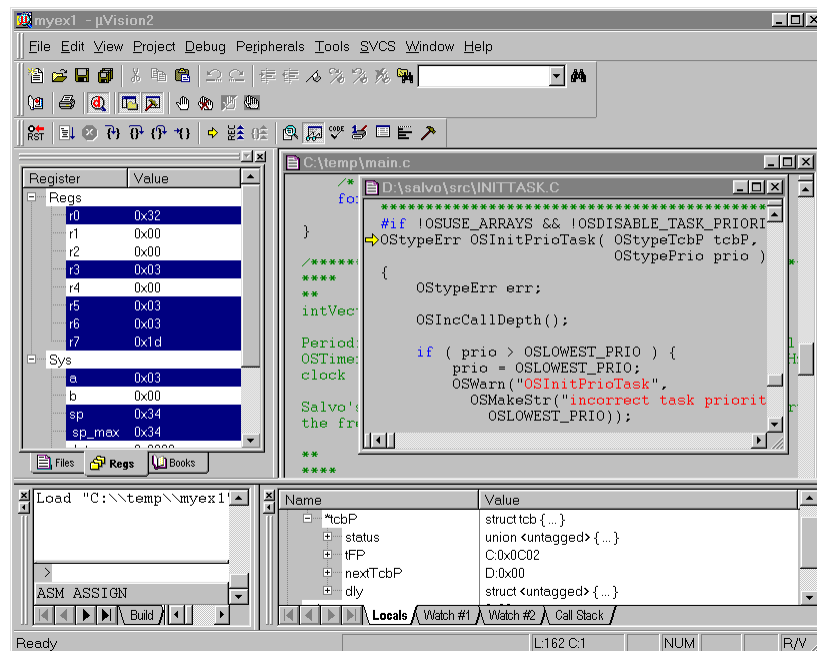 myex1 - µVision2
File Edit View Project Debug Peripherals Tools SVCS Window Help
RST
CODE
C:\temp\main.c
Register Value
Regs
r0 0x32
r1 0x00
r2 0x00
r3 0x03
r4 0x00
r5 0x03
r6 0x03
r7 0x1d
Sys
a 0x03
b 0x00
sp 0x34
sp_max 0x34
Files Regs Books
/*
fo
}
/*****
****
**
intVec
Periodi
OSTime
clock
Salvo's
the fr
**
****
D:\salvo\src\INITTASK.C
*******************************************
#if !OSUSE_ARRAYS && !OSDISABLE_TASK_PRIORI
OStypeErr OSInitPrioTask( OStypeTcbP tcbP,
OStypePrio prio )
{
OStypeErr err;
OSIncCallDepth();
if ( prio > OSLOWEST_PRIO ) {
prio = OSLOWEST_PRIO;
OSWarn("OSInitPrioTask",
OSMakeStr("incorrect task priorit
OSLOWEST_PRIO));
Load "C:\\temp\\myex1"
>
ASM ASSIGN
Build
Name Value
*tcbP struct tcb { ... }
status union <untagged> { ... }
tFP C:0x0C02
nextTcbP D:0x00
dly struct <untagged> { ... }
Locals Watch #1 Watch #2 Call Stack
Ready L:162 C:1 NUM R/W